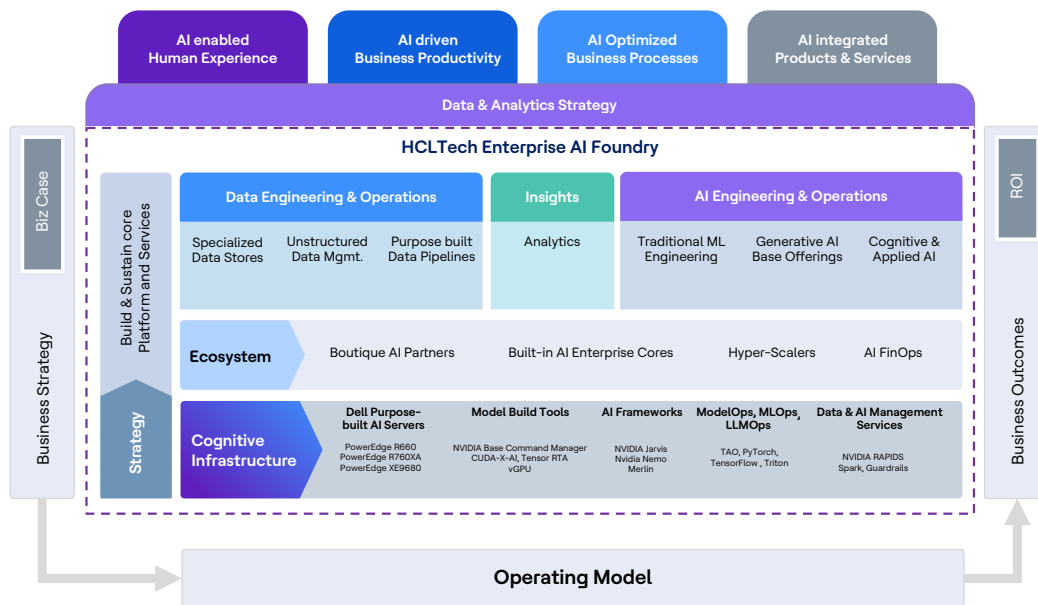 AI enabled
Human Experience
AI driven
Business Productivity
AI Optimized
Business Processes
AI integrated
Products & Services
Data & Analytics Strategy
HCLTech Enterprise AI Foundry
Biz Case
Business Strategy
Build & Sustain core
Platform and Services
Strategy
Data Engineering & Operations
Specialized
Data Stores
Unstructured
Data Mgmt.
Purpose built
Data Pipelines
Insights
Analytics
AI Engineering & Operations
Traditional ML
Engineering
Generative AI
Base Offerings
Cognitive &
Applied AI
Ecosystem
Boutique AI Partners
Built-in AI Enterprise Cores
Hyper-Scalers
AI FinOps
Cognitive
Infrastructure
Dell Purpose-
built AI Servers
PowerEdge R660
PowerEdge R760XA
PowerEdge XE9680
Model Build Tools
NVIDIA Base Command Manager
CUDA-X-AI, Tensor RTA
vGPU
AI Frameworks
NVIDIA Jarvis
Nvidia Nemo
Merlin
ModelOps, MLOps,
LLMOps
TAO, PyTorch,
TensorFlow , Triton
Data & AI Management
Services
NVIDIA RAPIDS
Spark, Guardrails
ROI
Business Outcomes
Operating Model